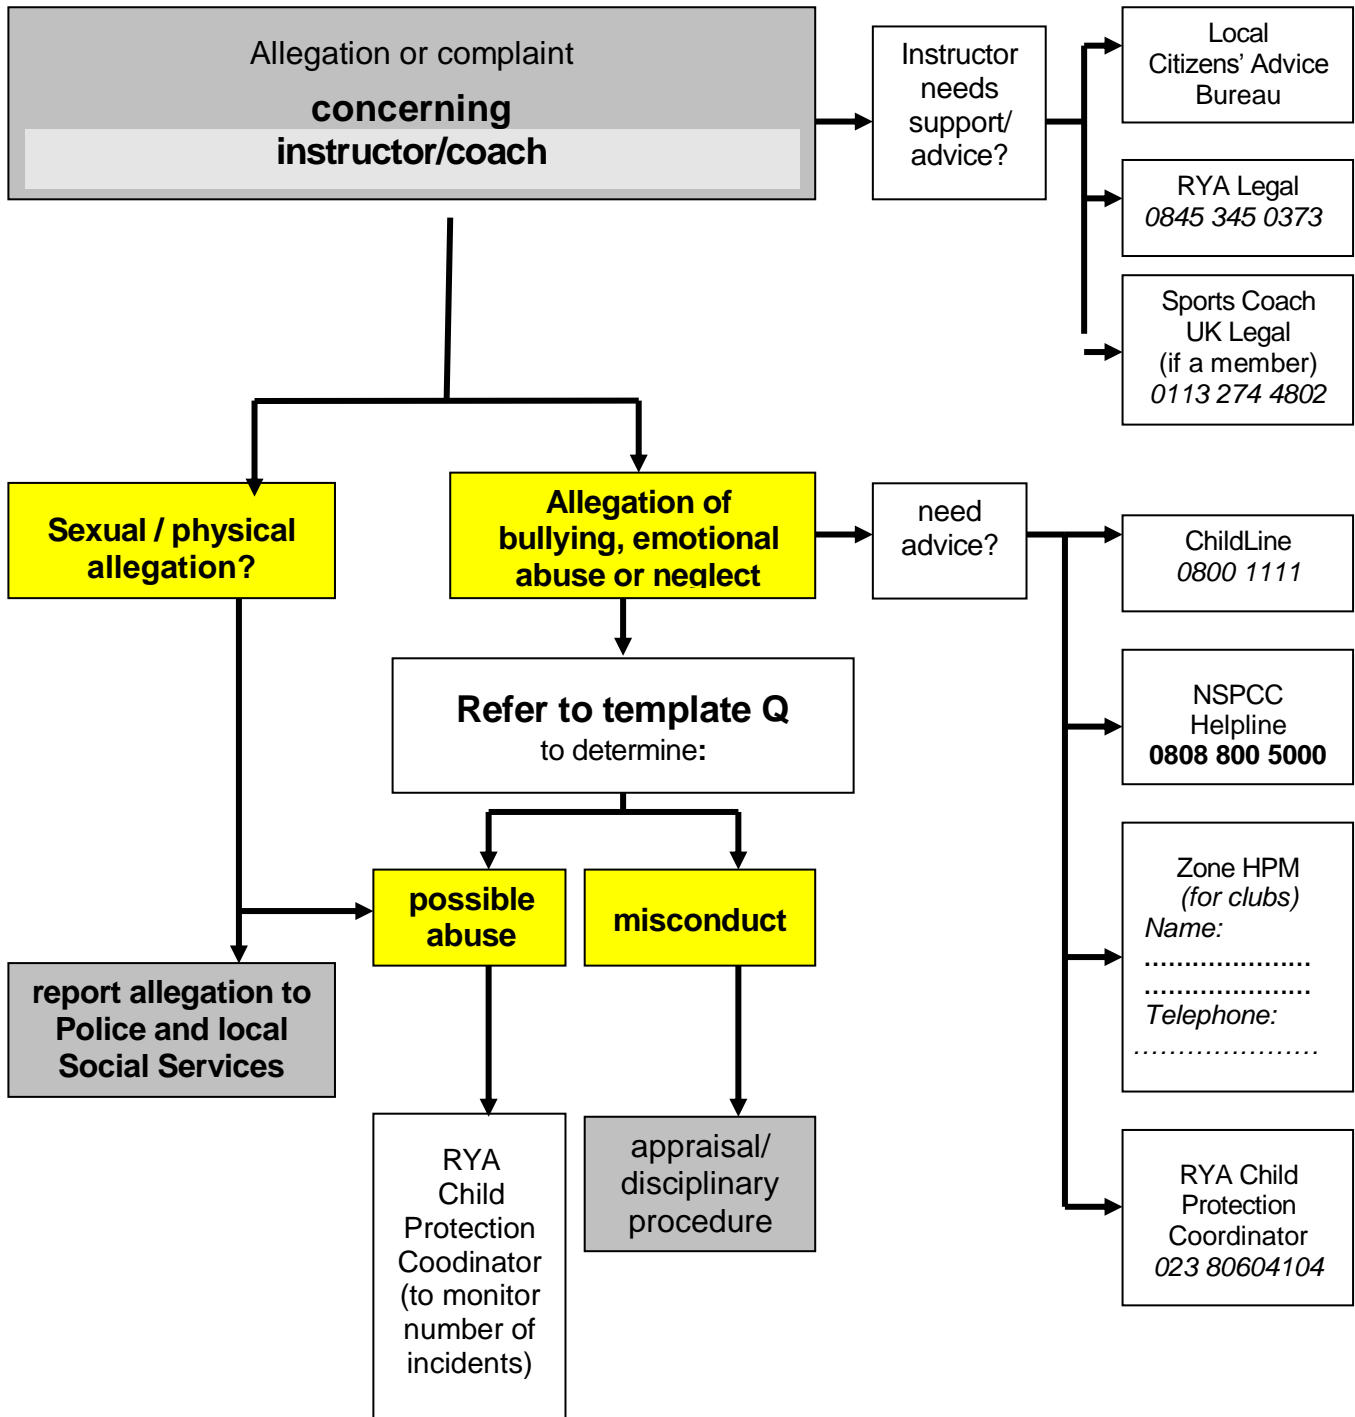 Allegation or complaint
concerning
instructor/coach
Instructor
needs
support/
advice?
Local
Citizens' Advice
Bureau
RYA Legal
0845 345 0373
Sports Coach
UK Legal
(if a member)
0113 274 4802
Sexual / physical
allegation?
Allegation of
bullying, emotional
abuse or neglect
need
advice?
ChildLine
0800 1111
Refer to template Q
to determine:
NSPCC
Helpline
0808 800 5000
possible
abuse
misconduct
Zone HPM
(for clubs)
Name:
.....................
.....................
Telephone:
.....................
report allegation to
Police and local
Social Services
RYA
Child
Protection
Coodinator
(to monitor
number of
incidents)
appraisal/
disciplinary
procedure
RYA Child
Protection
Coordinator
023 80604104